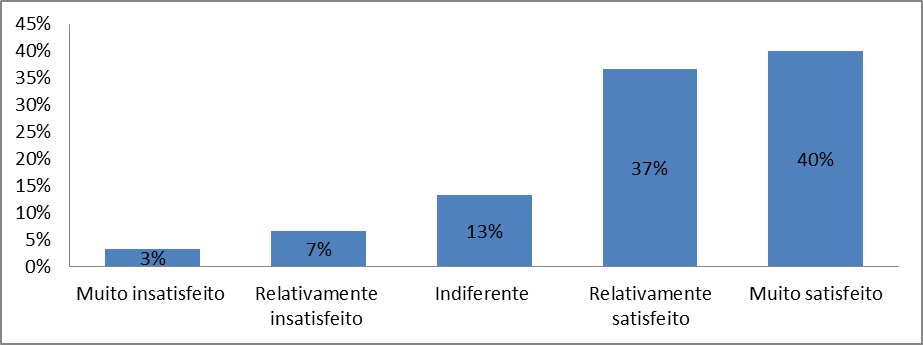 45%
40%
35%
30%
25%
20%
15%
10%
5%
0%
3%
7%
13%
37%
40%
Muito insatisfeito
Relativamente
insatisfeito
Indiferente
Relativamente
satisfeito
Muito satisfeito